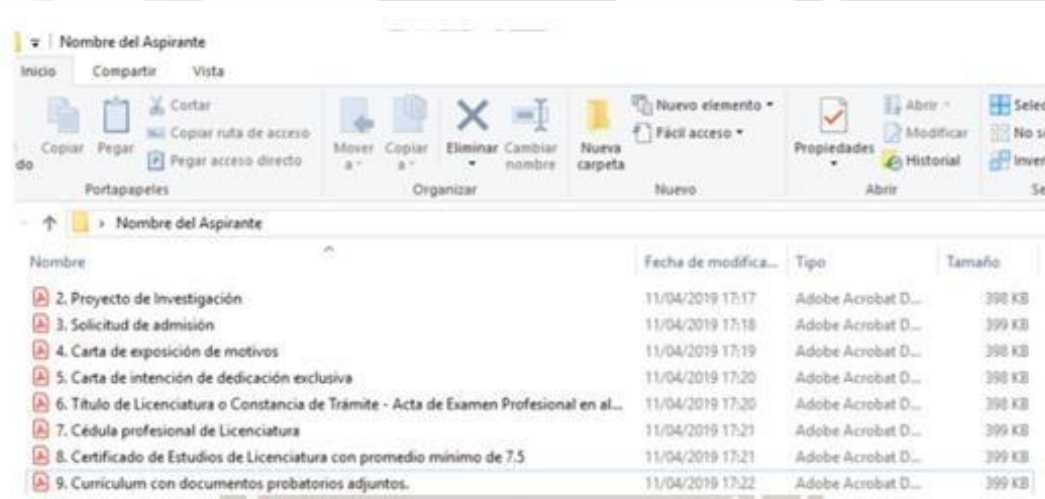 Nombre del Aspirante
Inicio Compartir Vista
do Copiar Pegar Cortar Copiar ruta de acceso Pegar acceso directo Mover a Copiar a Eliminar Cambiar nombre Nueva carpeta Nuevo elemento Fácil acceso Propiedades Abrir Modificar Historial Selec No se Inver
Portapapeles Organizar Nuevo Abrir Se
Nombre del Aspirante
Nombre Fecha de modifica... Tipo Tamaño
2. Proyecto de Investigación 11/04/2019 17:17 Adobe Acrobat D... 398 KB
3. Solicitud de admisión 11/04/2019 17:18 Adobe Acrobat D... 399 KB
4. Carta de exposición de motivos 11/04/2019 17:19 Adobe Acrobat D... 398 KB
5. Carta de intención de dedicación exclusiva 11/04/2019 17:20 Adobe Acrobat D... 398 KB
6. Título de Licenciatura o Constancia de Trámite - Acta de Examen Profesional en al... 11/04/2019 17:20 Adobe Acrobat D... 398 KB
7. Cédula profesional de Licenciatura 11/04/2019 17:21 Adobe Acrobat D... 399 KB
8. Certificado de Estudios de Licenciatura con promedio mínimo de 7.5 11/04/2019 17:21 Adobe Acrobat D... 399 KB
9. Curriculum con documentos probatorios adjuntos. 11/04/2019 17:22 Adobe Acrobat D... 399 KB